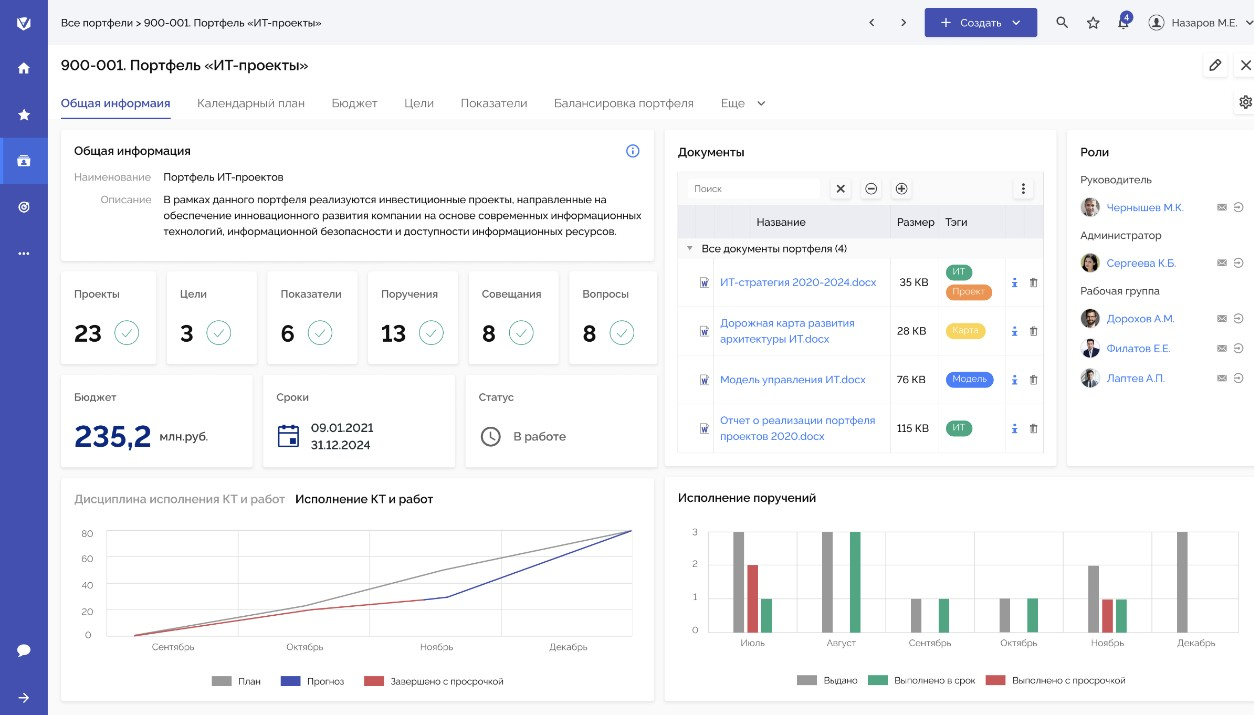 Все портфели > 900-001. Портфель «ИТ-проекты»
Создать
4
Назаров М.Е.
900-001. Портфель «ИТ-проекты»
Общая информаия
Календарный план
Бюджет
Цели
Показатели
Балансировка портфеля
Еще
Общая информация
Наименование
Портфель ИТ-проектов
Описание
В рамках данного портфеля реализуются инвестиционные проекты, направленные на
обеспечение инновационного развития компании на основе современных информационных
технологий, информационной безопасности и доступности информационных ресурсов.
Проекты
23
Цели
3
Показатели
6
Поручения
13
Совещания
8
Вопросы
8
Бюджет
235,2 млн.руб.
Сроки
09.01.2021
31.12.2024
Статус
В работе
Документы
Поиск
Название
Размер
Тэги
Все документы портфеля (4)
ИТ-стратегия 2020-2024.docx
35 KB
ИТ
Проект
Дорожная карта развития
архитектуры ИТ.docx
28 KB
Карта
Модель управления ИТ.docx
76 KB
Модель
Отчет о реализации портфеля
проектов 2020.docx
115 KB
ИТ
Роли
Руководитель
Чернышев М.К.
Администратор
Сергеева К.Б.
Рабочая группа
Дорохов А.М.
Филатов Е.Е.
Лаптев А.П.
Дисциплина исполнения КТ и работ
Исполнение КТ и работ
80
60
40
20
0
Сентябрь
Октябрь
Ноябрь
Декабрь
План
Прогноз
Завершено с просрочкой
Исполнение поручений
3
2
1
0
Июль
Август
Сентябрь
Октябрь
Ноябрь
Декабрь
Выдано
Выполнено в срок
Выполнено с просрочкой